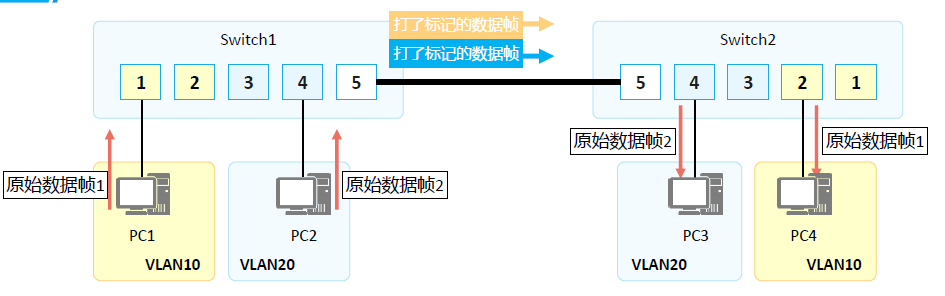 打了标记的数据帧
打了标记的数据帧
Switch1
Switch2
1 2 3 4 5
5 4 3 2 1
原始数据帧1
原始数据帧2
原始数据帧2
原始数据帧1
PC1
PC2
PC3
PC4
VLAN10
VLAN20
VLAN20
VLAN10